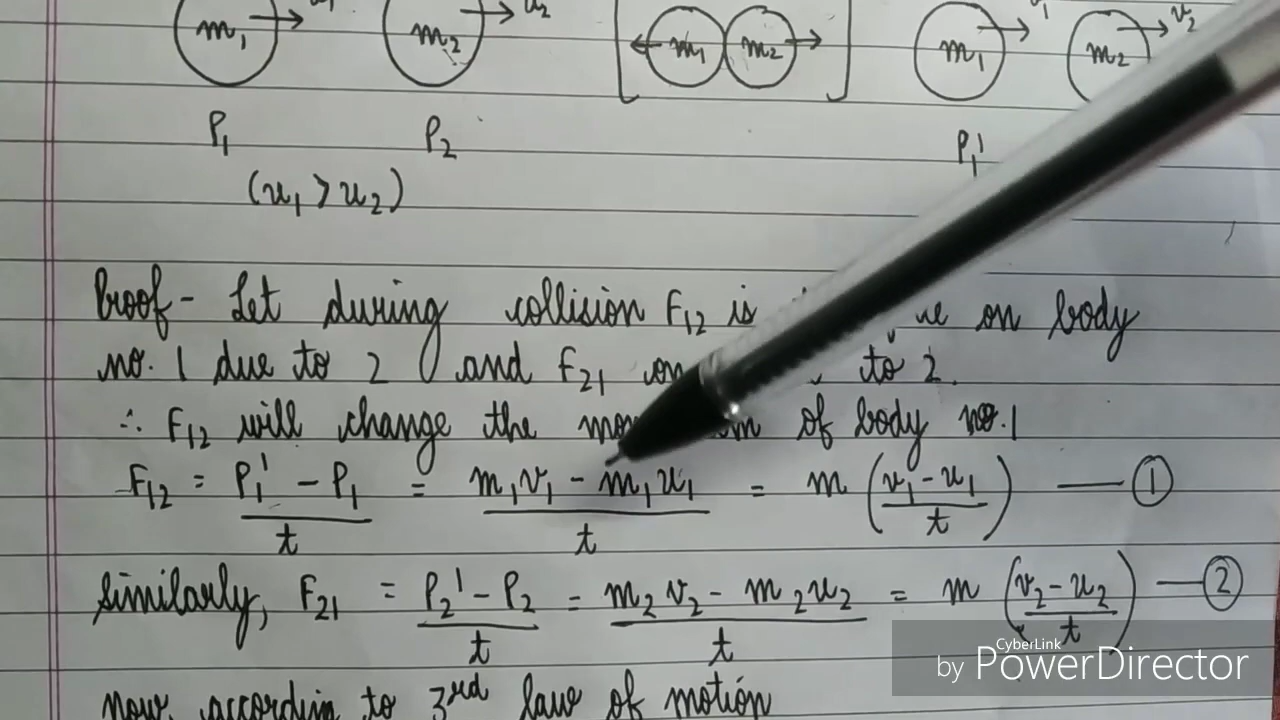 m₁ u₂ m₂ m₁ m₂ m₁ m₂ v₂
P₁ P₂ P₁'
(u₁ > u₂)
Proof - Let during collision F₁₂ is on body
no. 1 due to 2 and F₂₁ to 2.
∴ F₁₂ will change the of body no. 1
F₁₂ = P₁' - P₁ / t = m₁v₁ - m₁u₁ / t = m (v₁ - u₁ / t) — ①
Similarly, F₂₁ = P₂' - P₂ / t = m₂v₂ - m₂u₂ / t = m (v₂ - u₂ / t) — ②
Now, accordin to 3rd law of motion
CyberLink
by PowerDirector